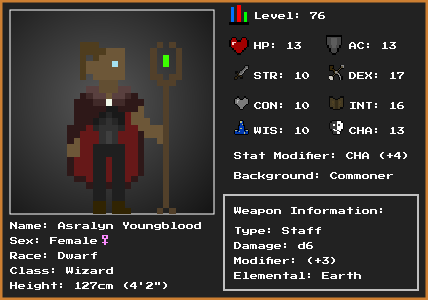 Level: 76
HP: 13 AC: 13
STR: 10 DEX: 17
CON: 10 INT: 16
WIS: 10 CHA: 13
Stat Modifier: CHA (+4)
Background: Commoner
Name: Asralyn Youngblood
Sex: Female♀
Race: Dwarf
Class: Wizard
Height: 127cm (4'2")
Weapon Information:
Type: Staff
Damage: d6
Modifier: (+3)
Elemental: Earth